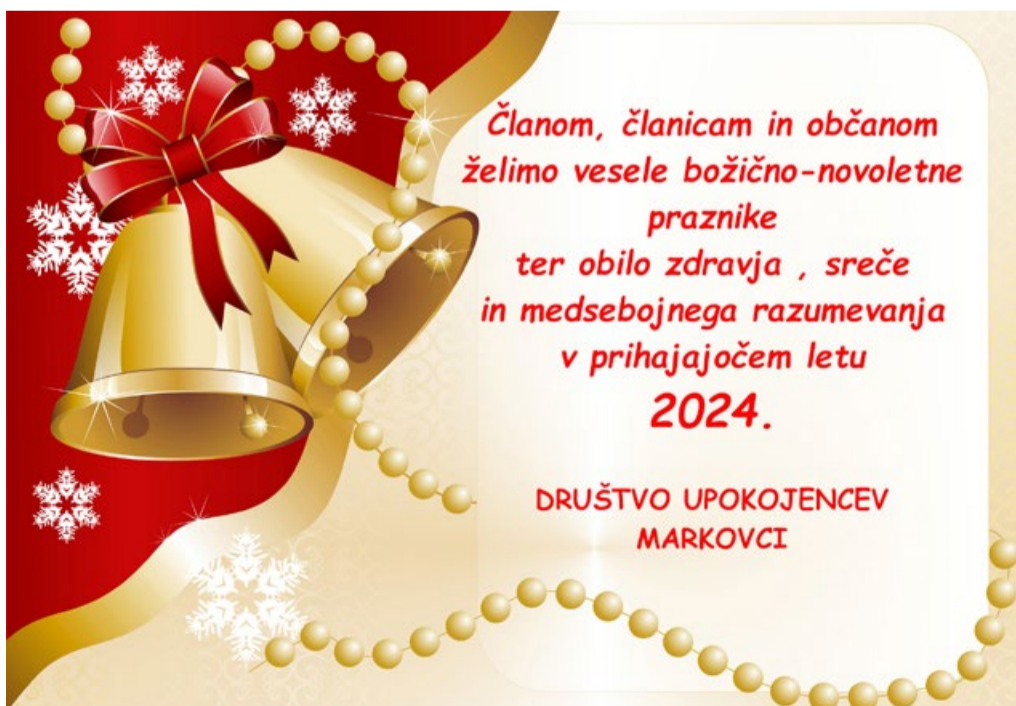 Članom, članicam in občanom
želimo vesele božično-novoletne
praznike
ter obilo zdravja , sreče
in medsebojnega razumevanja
v prihajajočem letu
2024.
DRUŠTVO UPOKOJENCEV
MARKOVCI